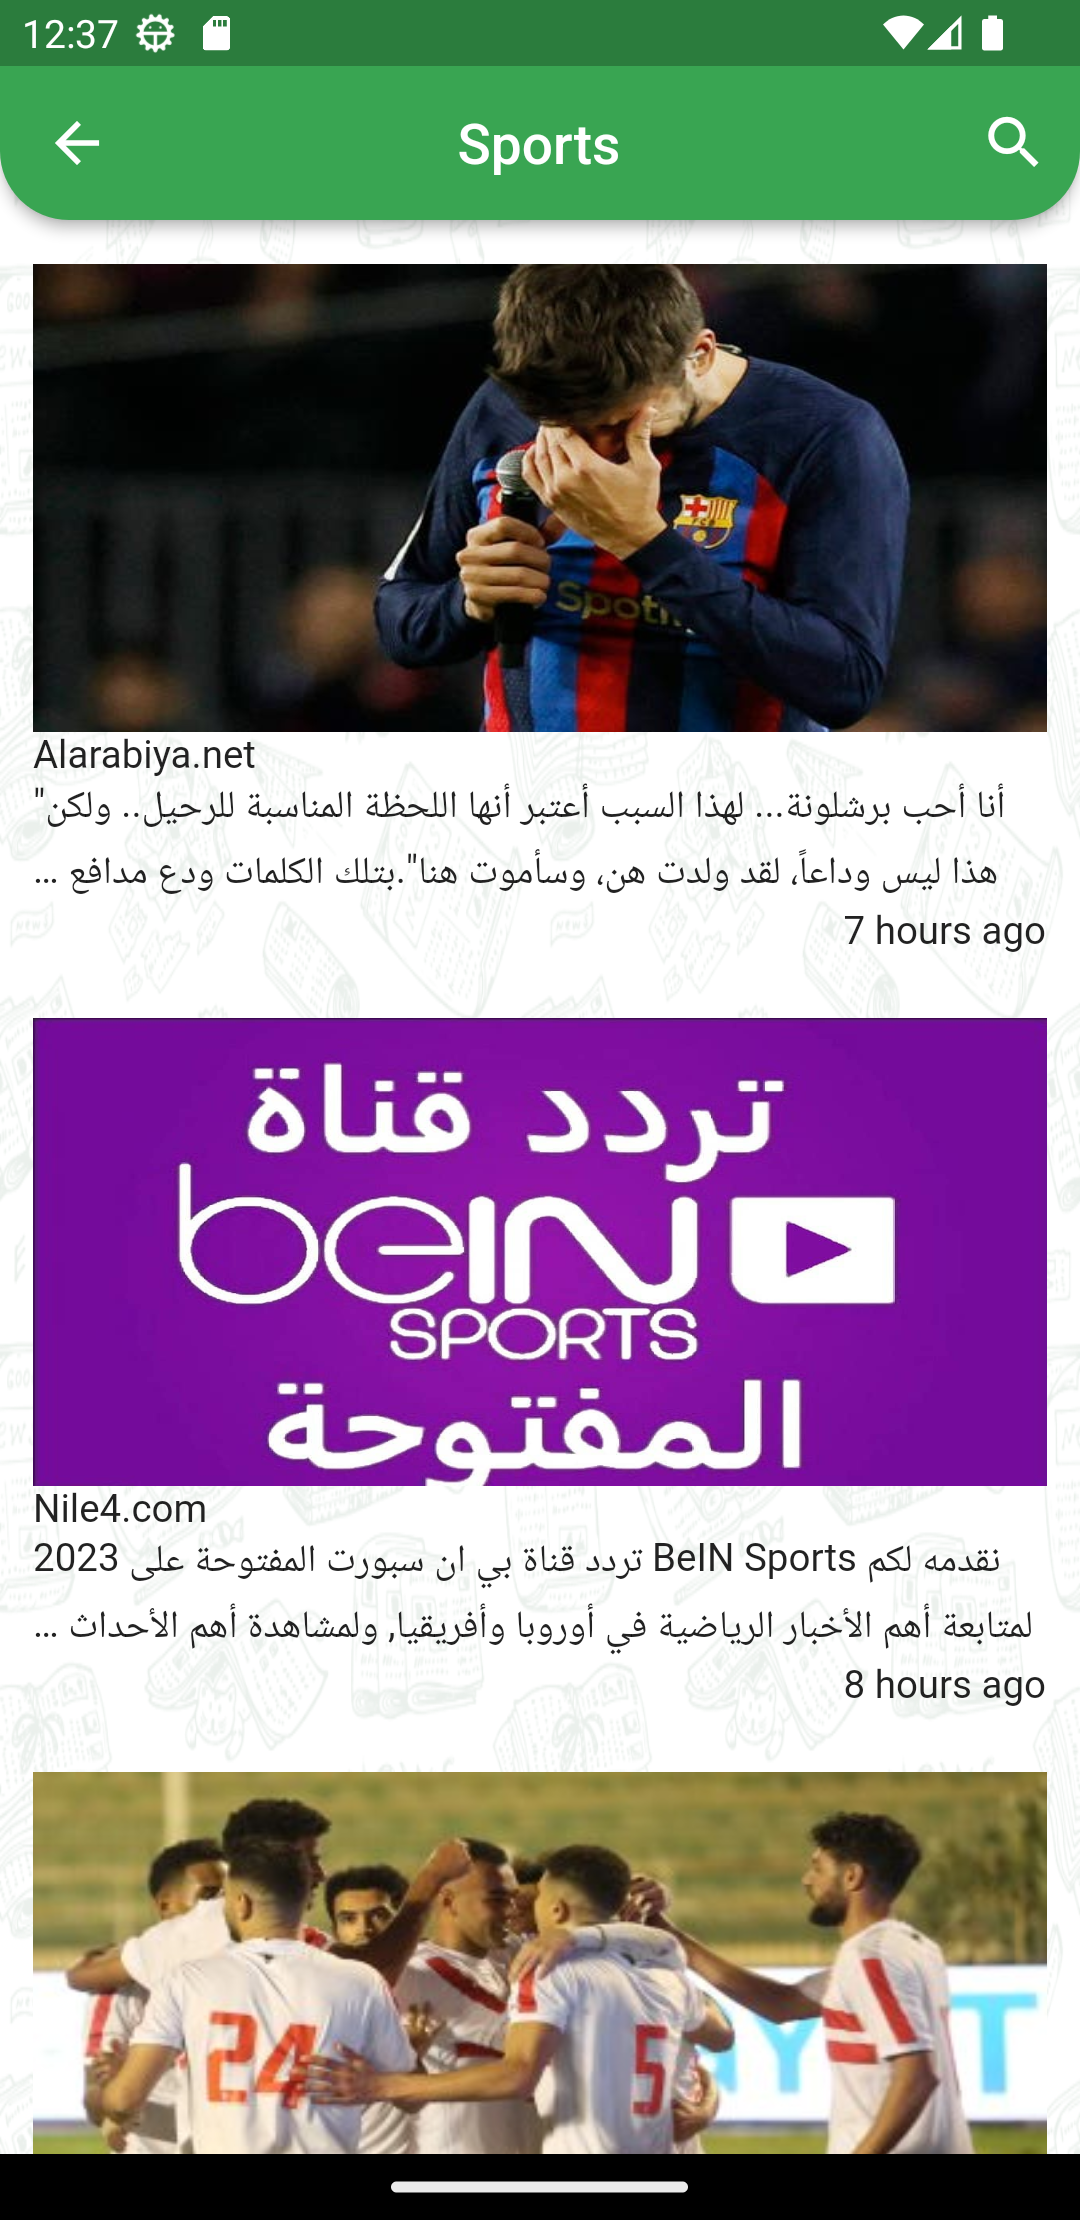 12:37
Sports
Spotif
Alarabiya.net
أنا أحب برشلونة... لهذا السبب أعتبر أنها اللحظة المناسبة للرحيل.. ولكن"
هذا ليس وداعاً، لقد ولدت هن، وسأموت هنا".بتلك الكلمات ودع مدافع ...
7 hours ago
تردد قناة
beIN
SPORTS
المفتوحة
Nile4.com
نقدمه لكم BeIN Sports تردد قناة بي ان سبورت المفتوحة على 2023
لمتابعة أهم الأخبار الرياضية في أوروبا وأفريقيا, ولمشاهدة أهم الأحداث ...
8 hours ago
24
5